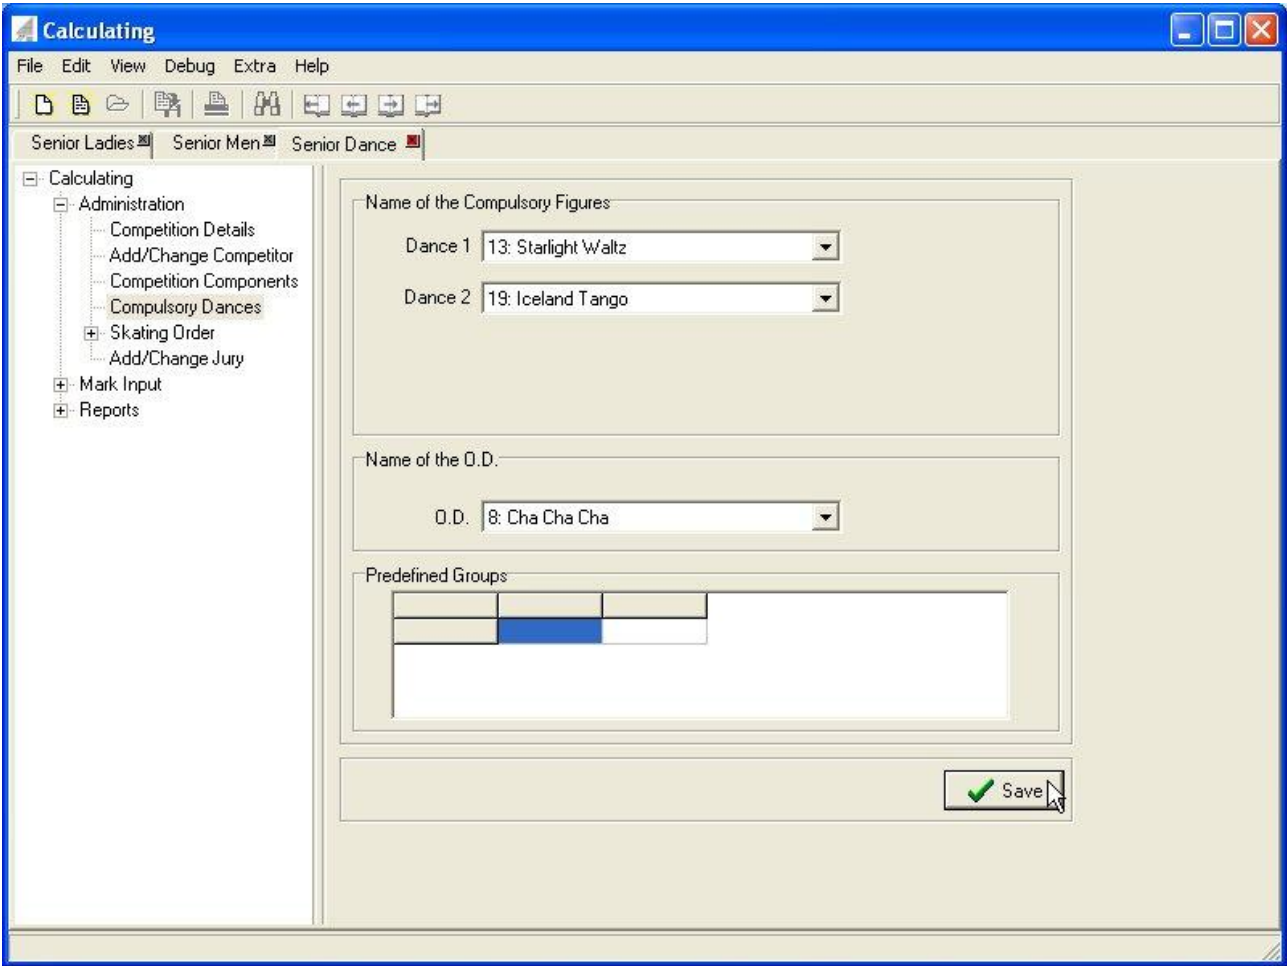 Calculating
File Edit View Debug Extra Help
Senior Ladies Senior Men Senior Dance
Calculating
Administration
Competition Details
Add/Change Competitor
Competition Components
Compulsory Dances
Skating Order
Add/Change Jury
Mark Input
Reports
Name of the Compulsory Figures
Dance 1 13: Starlight Waltz
Dance 2 19: Iceland Tango
Name of the O.D.
O.D. 8: Cha Cha Cha
Predefined Groups
Save